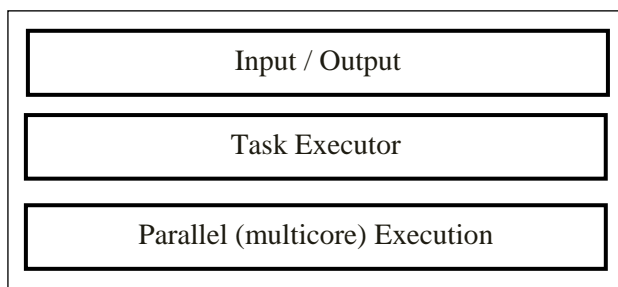 Input / Output
Task Executor
Parallel (multicore) Execution